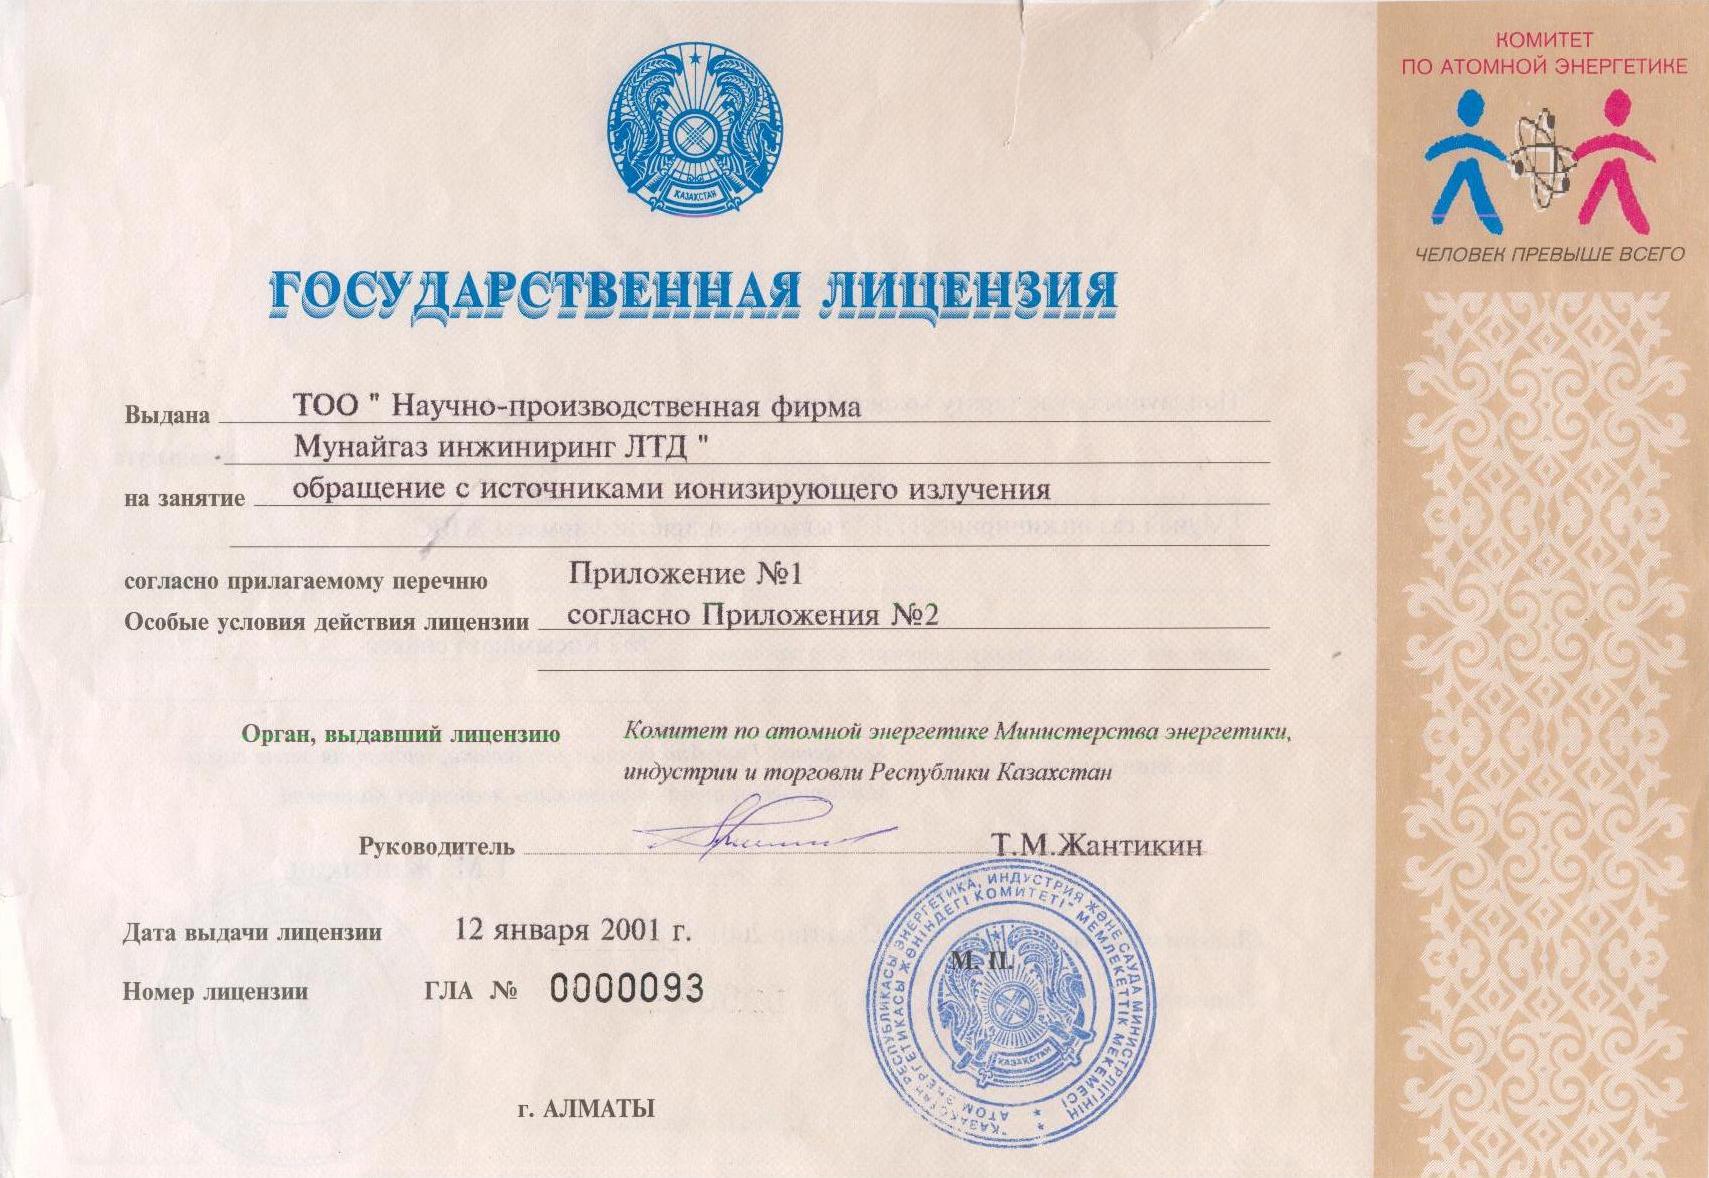 КОМИТЕТ
ПО АТОМНОЙ ЭНЕРГЕТИКЕ
ЧЕЛОВЕК ПРЕВЫШЕ ВСЕГО
ҚАЗАҚСТАН
ГОСУДАРСТВЕННАЯ ЛИЦЕНЗИЯ
Выдана ТОО " Научно-производственная фирма
Мунайгаз инжиниринг ЛТД "
на занятие обращение с источниками ионизирующего излучения
согласно прилагаемому перечню Приложение №1
Особые условия действия лицензии согласно Приложения №2
Орган, выдавший лицензию Комитет по атомной энергетике Министерства энергетики,
индустрии и торговли Республики Казахстан
Руководитель Т.М.Жантикин
Дата выдачи лицензии 12 января 2001 г.
М. П.
Номер лицензии ГЛА № 0000093
ҚАЗАҚСТАН РЕСПУБЛИКАСЫ ЭНЕРГЕТИКА, ИНДУСТРИЯ ЖӘНЕ САУДА МИНИСТРЛІГІНІҢ
АТОМ ЭНЕРГЕТИКАСЫ ЖӨНІНДЕГІ КОМИТЕТІ" МЕМЛЕКЕТТІК МЕКЕМЕСІ
ҚАЗАҚСТАН
г. АЛМАТЫ